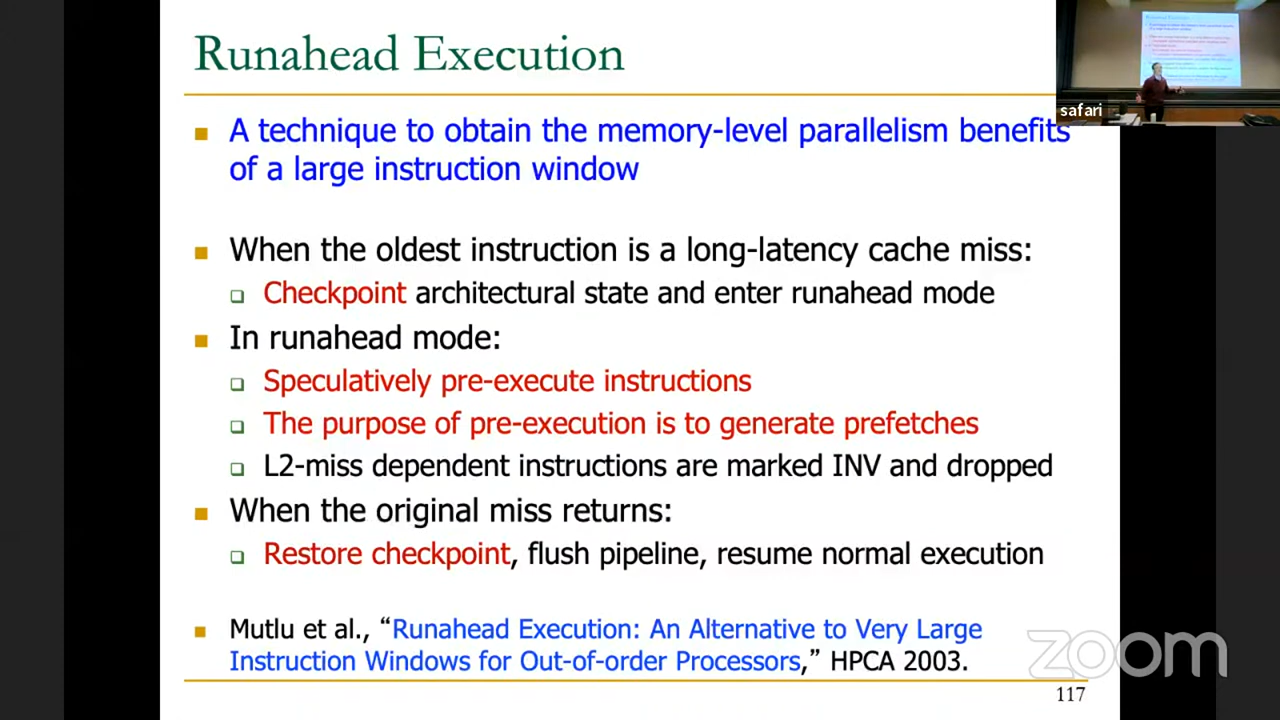 Runahead Execution
A technique to obtain the memory-level parallelism benefits
of a large instruction window
When the oldest instruction is a long-latency cache miss:
Checkpoint architectural state and enter runahead mode
In runahead mode:
Speculatively pre-execute instructions
The purpose of pre-execution is to generate prefetches
L2-miss dependent instructions are marked INV and dropped
When the original miss returns:
Restore checkpoint, flush pipeline, resume normal execution
Mutlu et al., “Runahead Execution: An Alternative to Very Large
Instruction Windows for Out-of-order Processors,” HPCA 2003.
117
safari
zoom